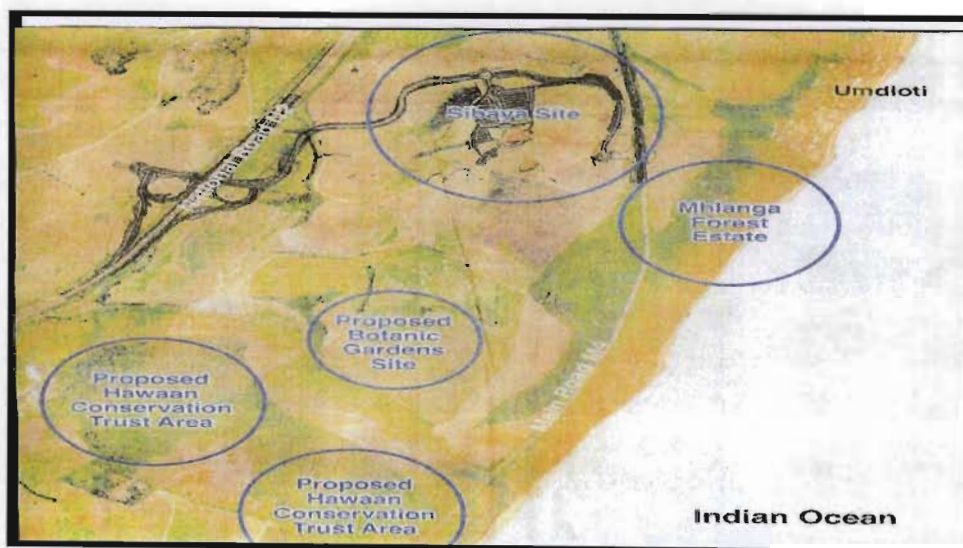 Umdloti
Sibaya Site
Mhlanga
Forest
Estate
Proposed
Botanic
Gardens
Site
Main Road M4
Proposed
Hawaan
Conservation
Trust Area
Proposed
Hawaan
Conservation
Trust Area
Indian Ocean